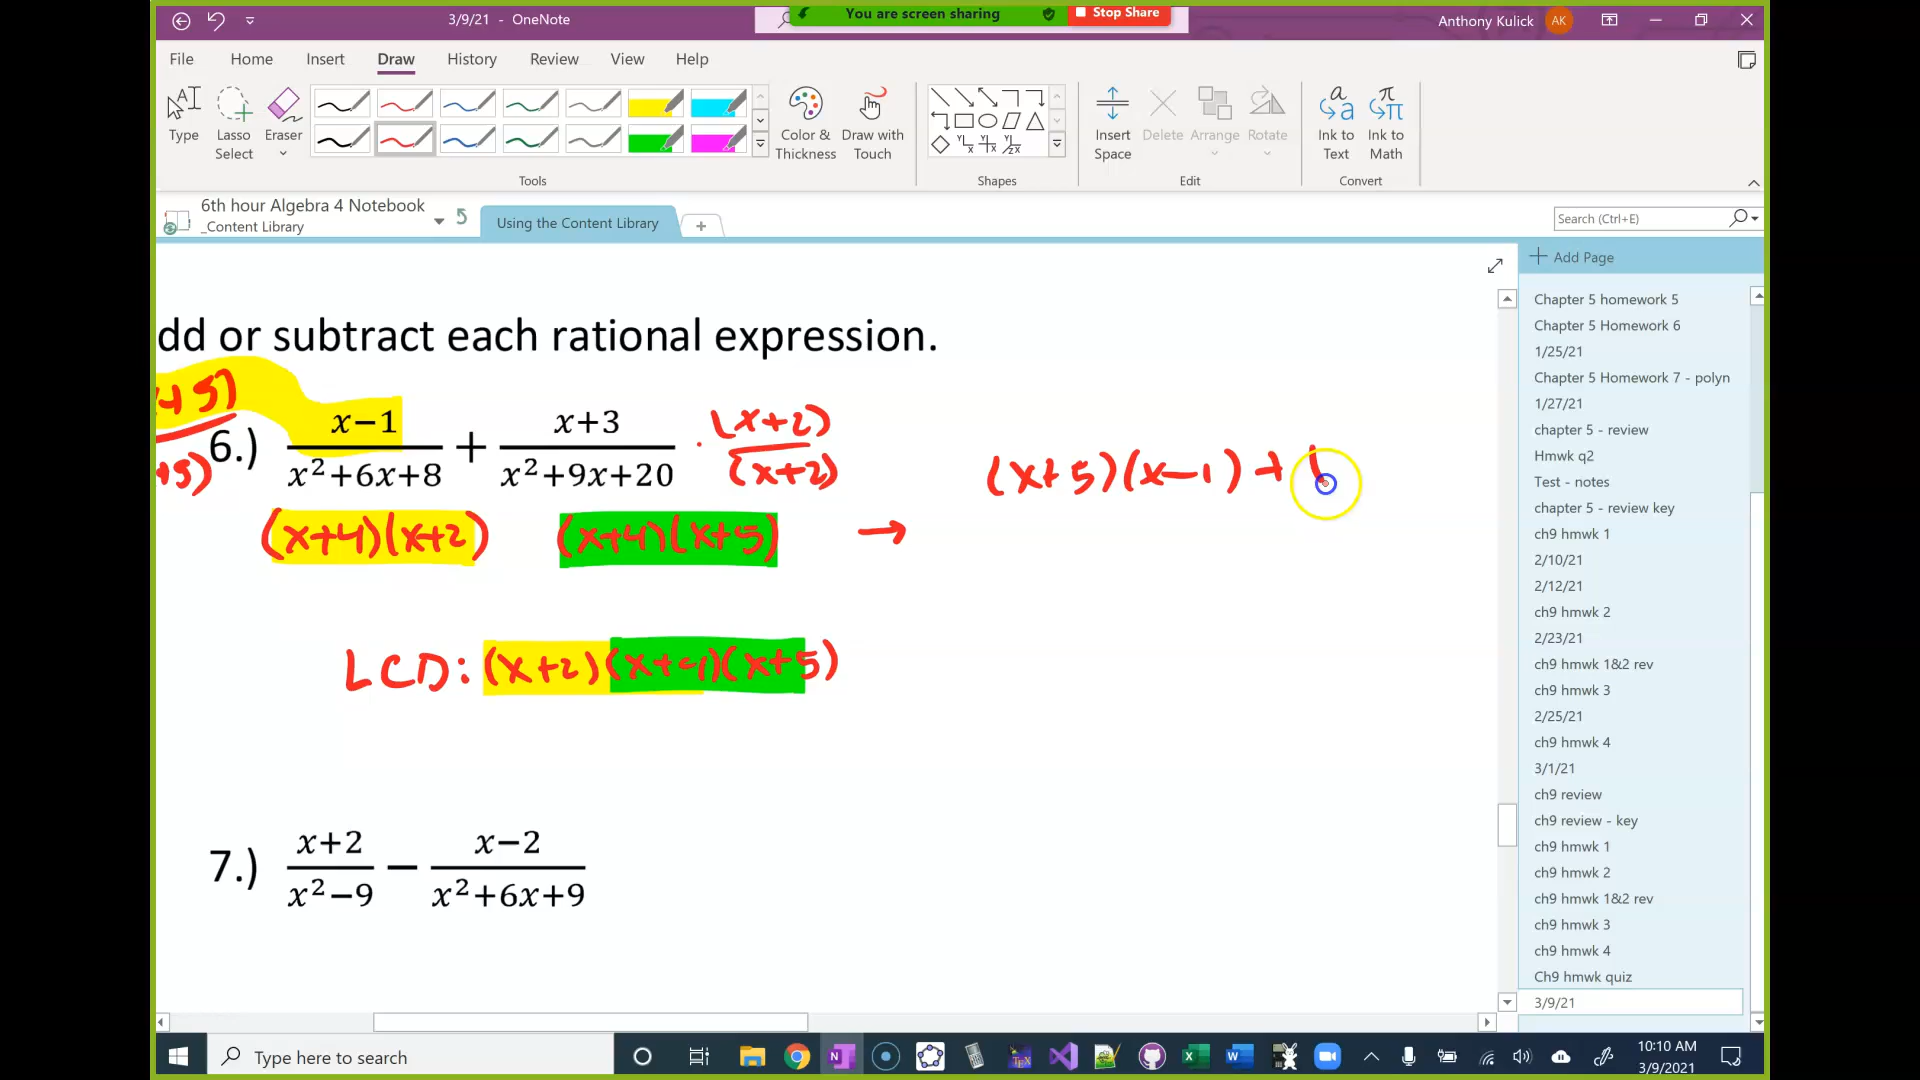 3/9/21 - OneNote
You are screen sharing
Stop Share
Anthony Kulick
AK
File Home Insert Draw History Review View Help
Type
Lasso Select
Eraser
Color & Thickness
Draw with Touch
Insert Space
Delete
Arrange
Rotate
Ink to Text
Ink to Math
Tools
Shapes
Edit
Convert
6th hour Algebra 4 Notebook
_Content Library
Using the Content Library
Search (Ctrl+E)
Add Page
dd or subtract each rational expression.
+5)
+5)
6.) x−1 / x²+6x+8 + x+3 / x²+9x+20 · (x+2) / (x+2)
(x+5)(x−1) + (
(x+4)(x+2) (x+4)(x+5) →
LCD: (x+2)(x+4)(x+5)
7.) x+2 / x²−9 − x−2 / x²+6x+9
Chapter 5 homework 5
Chapter 5 Homework 6
1/25/21
Chapter 5 Homework 7 - polyn
1/27/21
chapter 5 - review
Hmwk q2
Test - notes
chapter 5 - review key
ch9 hmwk 1
2/10/21
2/12/21
ch9 hmwk 2
2/23/21
ch9 hmwk 1&2 rev
ch9 hmwk 3
2/25/21
ch9 hmwk 4
3/1/21
ch9 review
ch9 review - key
ch9 hmwk 1
ch9 hmwk 2
ch9 hmwk 1&2 rev
ch9 hmwk 3
ch9 hmwk 4
Ch9 hmwk quiz
3/9/21
Type here to search
10:10 AM
3/9/2021